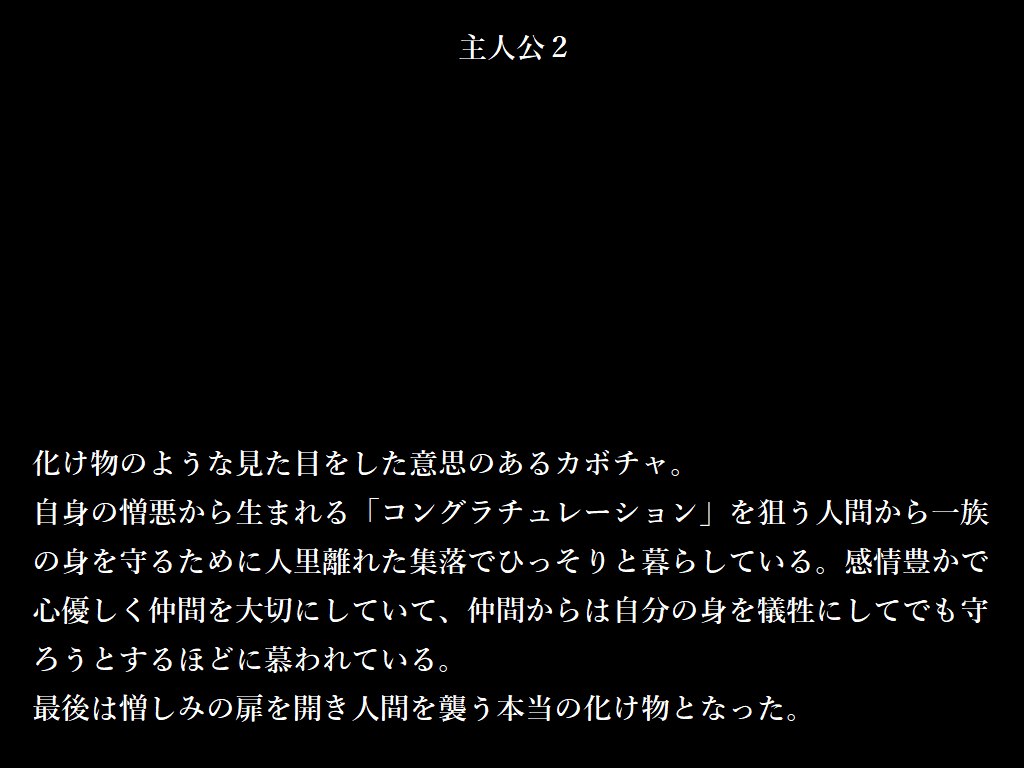 主人公２
化け物のような見た目をした意思のあるカボチャ。
自身の憎悪から生まれる「コングラチュレーション」を狙う人間から一族
の身を守るために人里離れた集落でひっそりと暮らしている。感情豊かで
心優しく仲間を大切にしていて、仲間からは自分の身を犠牲にしてでも守
ろうとするほどに慕われている。
最後は憎しみの扉を開き人間を襲う本当の化け物となった。